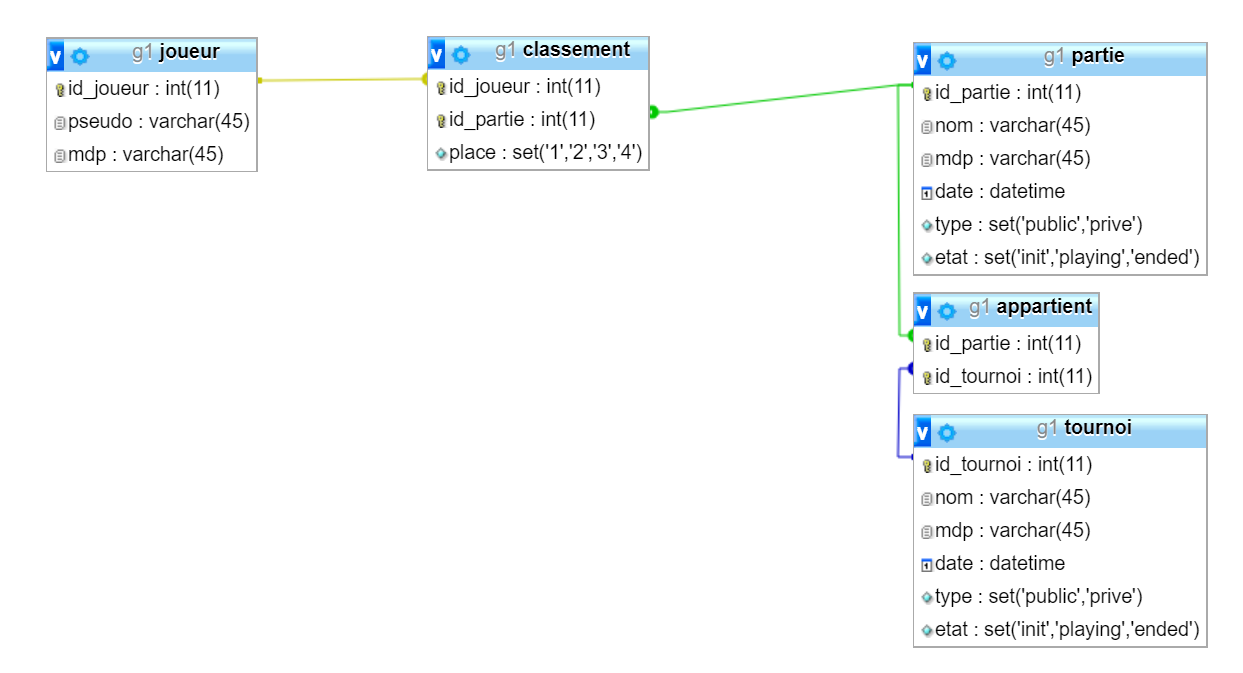 v g1 joueur
id_joueur : int(11)
pseudo : varchar(45)
mdp : varchar(45)
v g1 classement
id_joueur : int(11)
id_partie : int(11)
place : set('1','2','3','4')
v g1 partie
id_partie : int(11)
nom : varchar(45)
mdp : varchar(45)
date : datetime
type : set('public','prive')
etat : set('init','playing','ended')
v g1 appartient
id_partie : int(11)
id_tournoi : int(11)
v g1 tournoi
id_tournoi : int(11)
nom : varchar(45)
mdp : varchar(45)
date : datetime
type : set('public','prive')
etat : set('init','playing','ended')